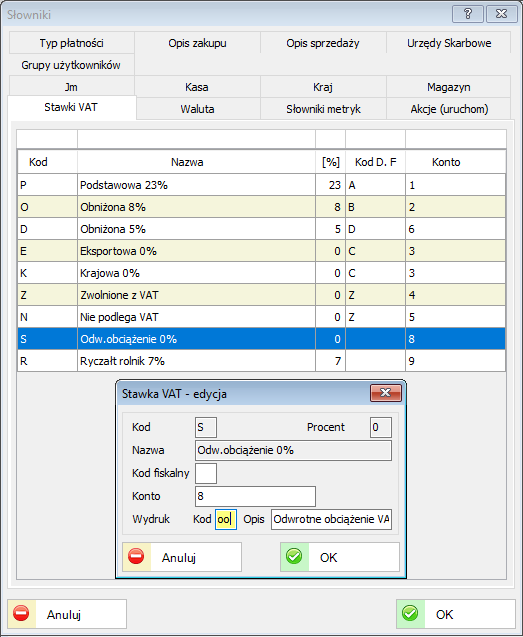 Słowniki
Typ płatności Opis zakupu Opis sprzedaży Urzędy Skarbowe
Grupy użytkowników
Jm Kasa Kraj Magazyn
Stawki VAT Waluta Słowniki metryk Akcje (uruchom)
Kod Nazwa [%] Kod D. F Konto
P Podstawowa 23% 23 A 1
O Obniżona 8% 8 B 2
D Obniżona 5% 5 D 6
E Eksportowa 0% 0 C 3
K Krajowa 0% 0 C 3
Z Zwolnione z VAT 0 Z 4
N Nie podlega VAT 0 Z 5
S Odw.obciążenie 0% 0 8
R Ryczałt rolnik 7% 7 9
Stawka VAT - edycja
Kod S Procent 0
Nazwa Odw.obciążenie 0%
Kod fiskalny
Konto 8
Wydruk Kod oo Opis Odwrotne obciążenie VA
Anuluj OK
Anuluj OK